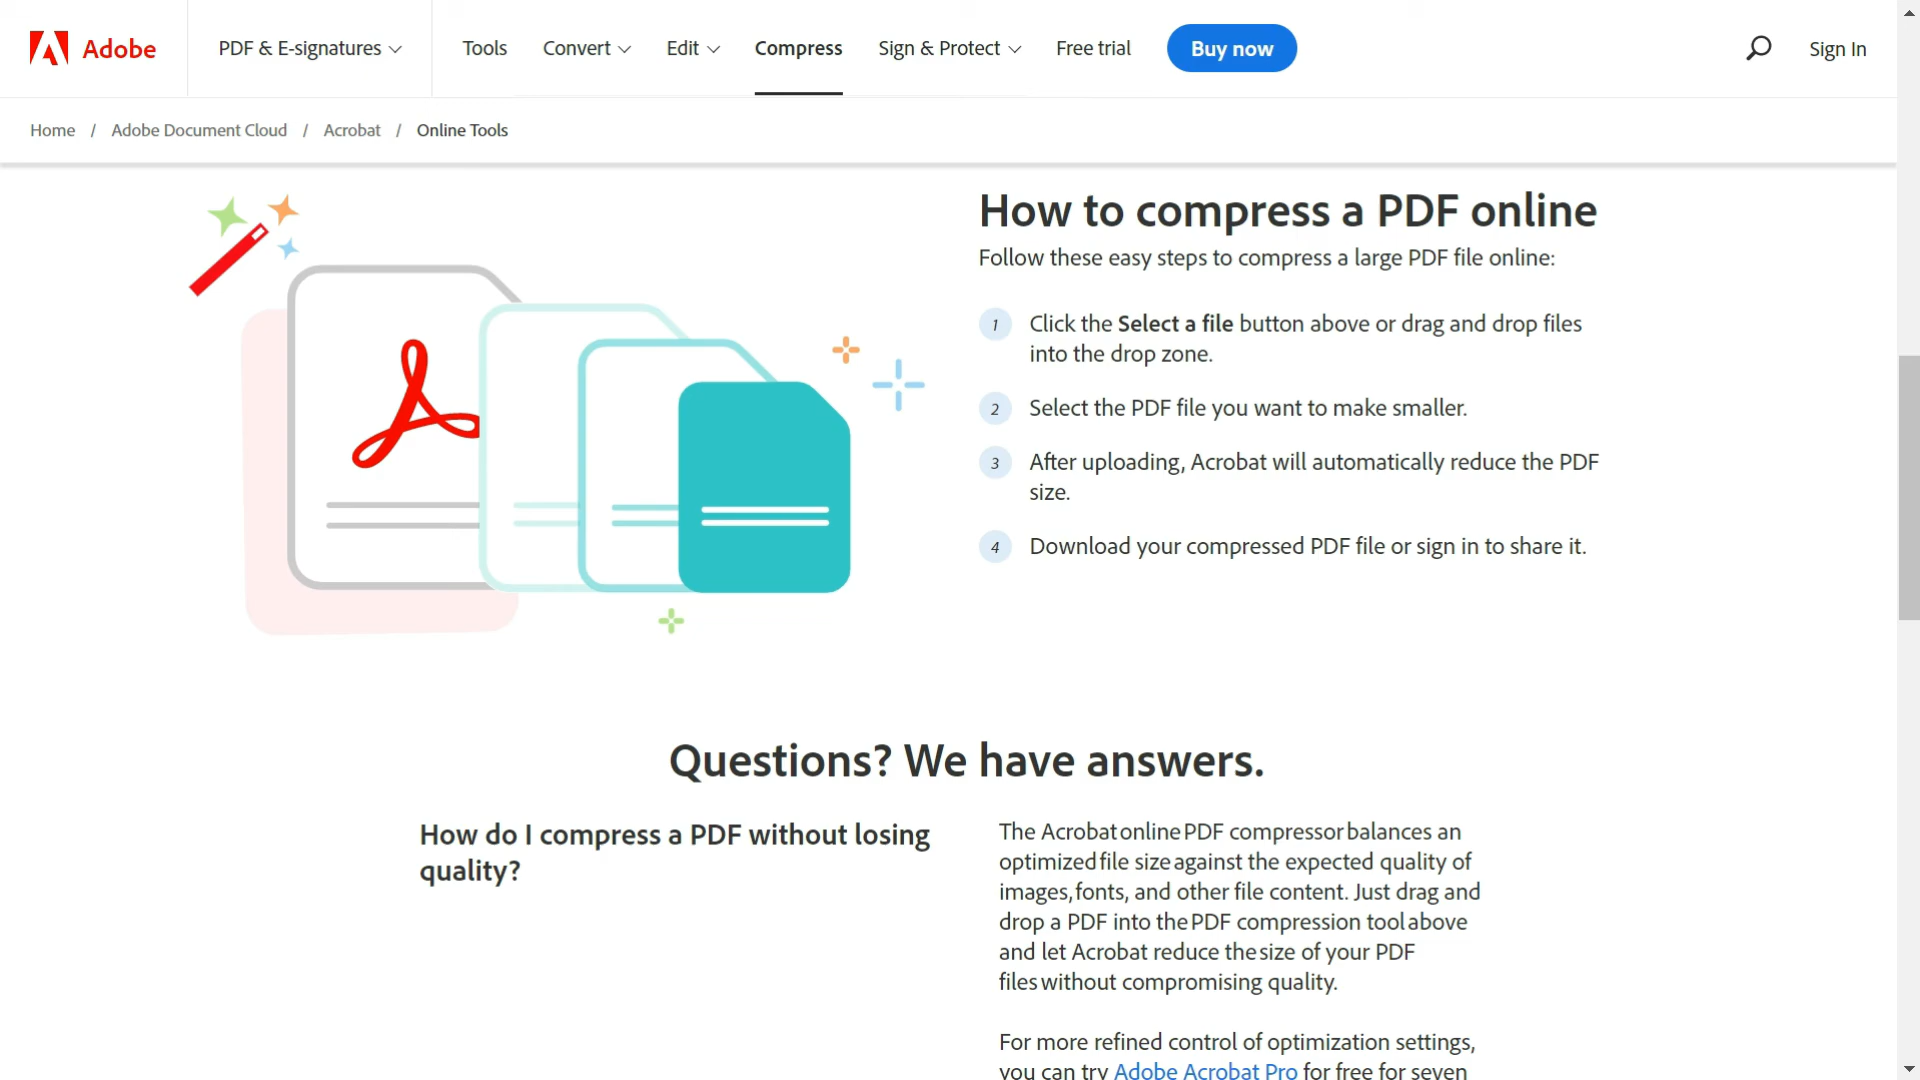 Adobe
PDF & E-signatures
Tools
Convert
Edit
Compress
Sign & Protect
Free trial
Buy now
Sign In
Home / Adobe Document Cloud / Acrobat / Online Tools
How to compress a PDF online
Follow these easy steps to compress a large PDF file online:
1 Click the Select a file button above or drag and drop files
into the drop zone.
2 Select the PDF file you want to make smaller.
3 After uploading, Acrobat will automatically reduce the PDF
size.
4 Download your compressed PDF file or sign in to share it.
Questions? We have answers.
How do I compress a PDF without losing
quality?
The Acrobat online PDF compressor balances an
optimized file size against the expected quality of
images, fonts, and other file content. Just drag and
drop a PDF into the PDF compression tool above
and let Acrobat reduce the size of your PDF
files without compromising quality.
For more refined control of optimization settings,
you can try Adobe Acrobat Pro for free for seven